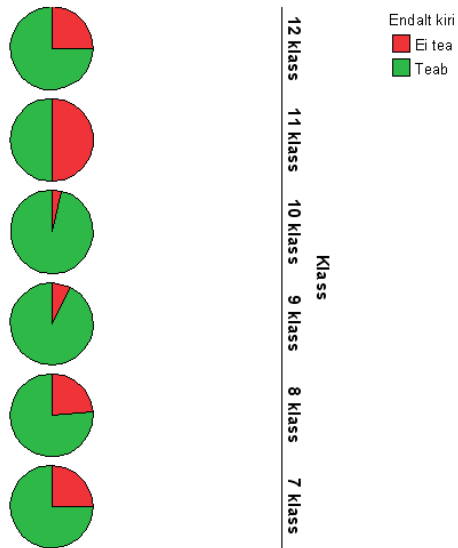 Endalt kiri
Ei tea
Teab
12 klass
11 klass
10 klass
9 klass
8 klass
7 klass
Klass